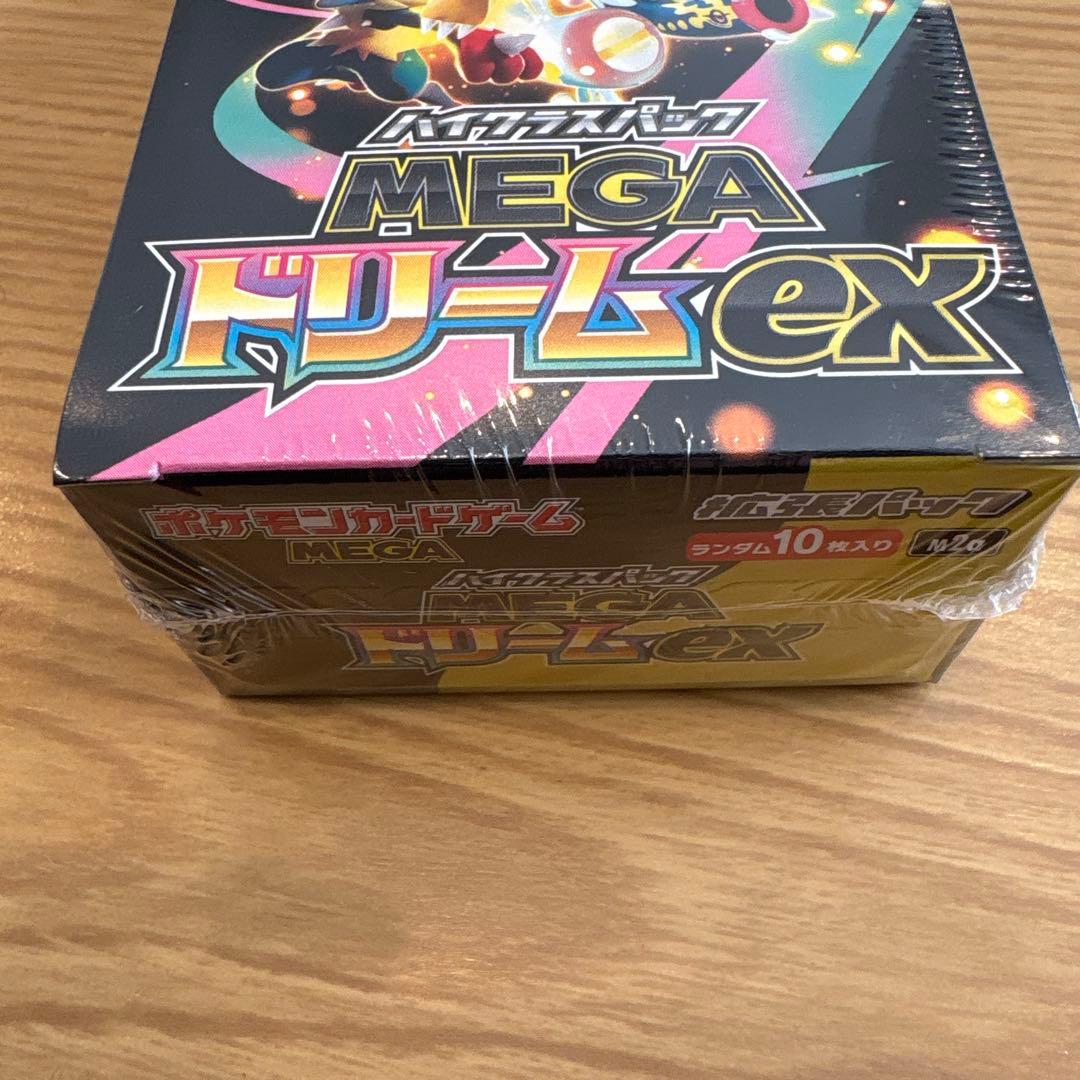 ハイクラスパック
MEGA
ドリームex
ポケモンカードゲーム
MEGA
拡張パック
ランダム10枚入り
M2a
ハイクラスパック
MEGA
ドリームex